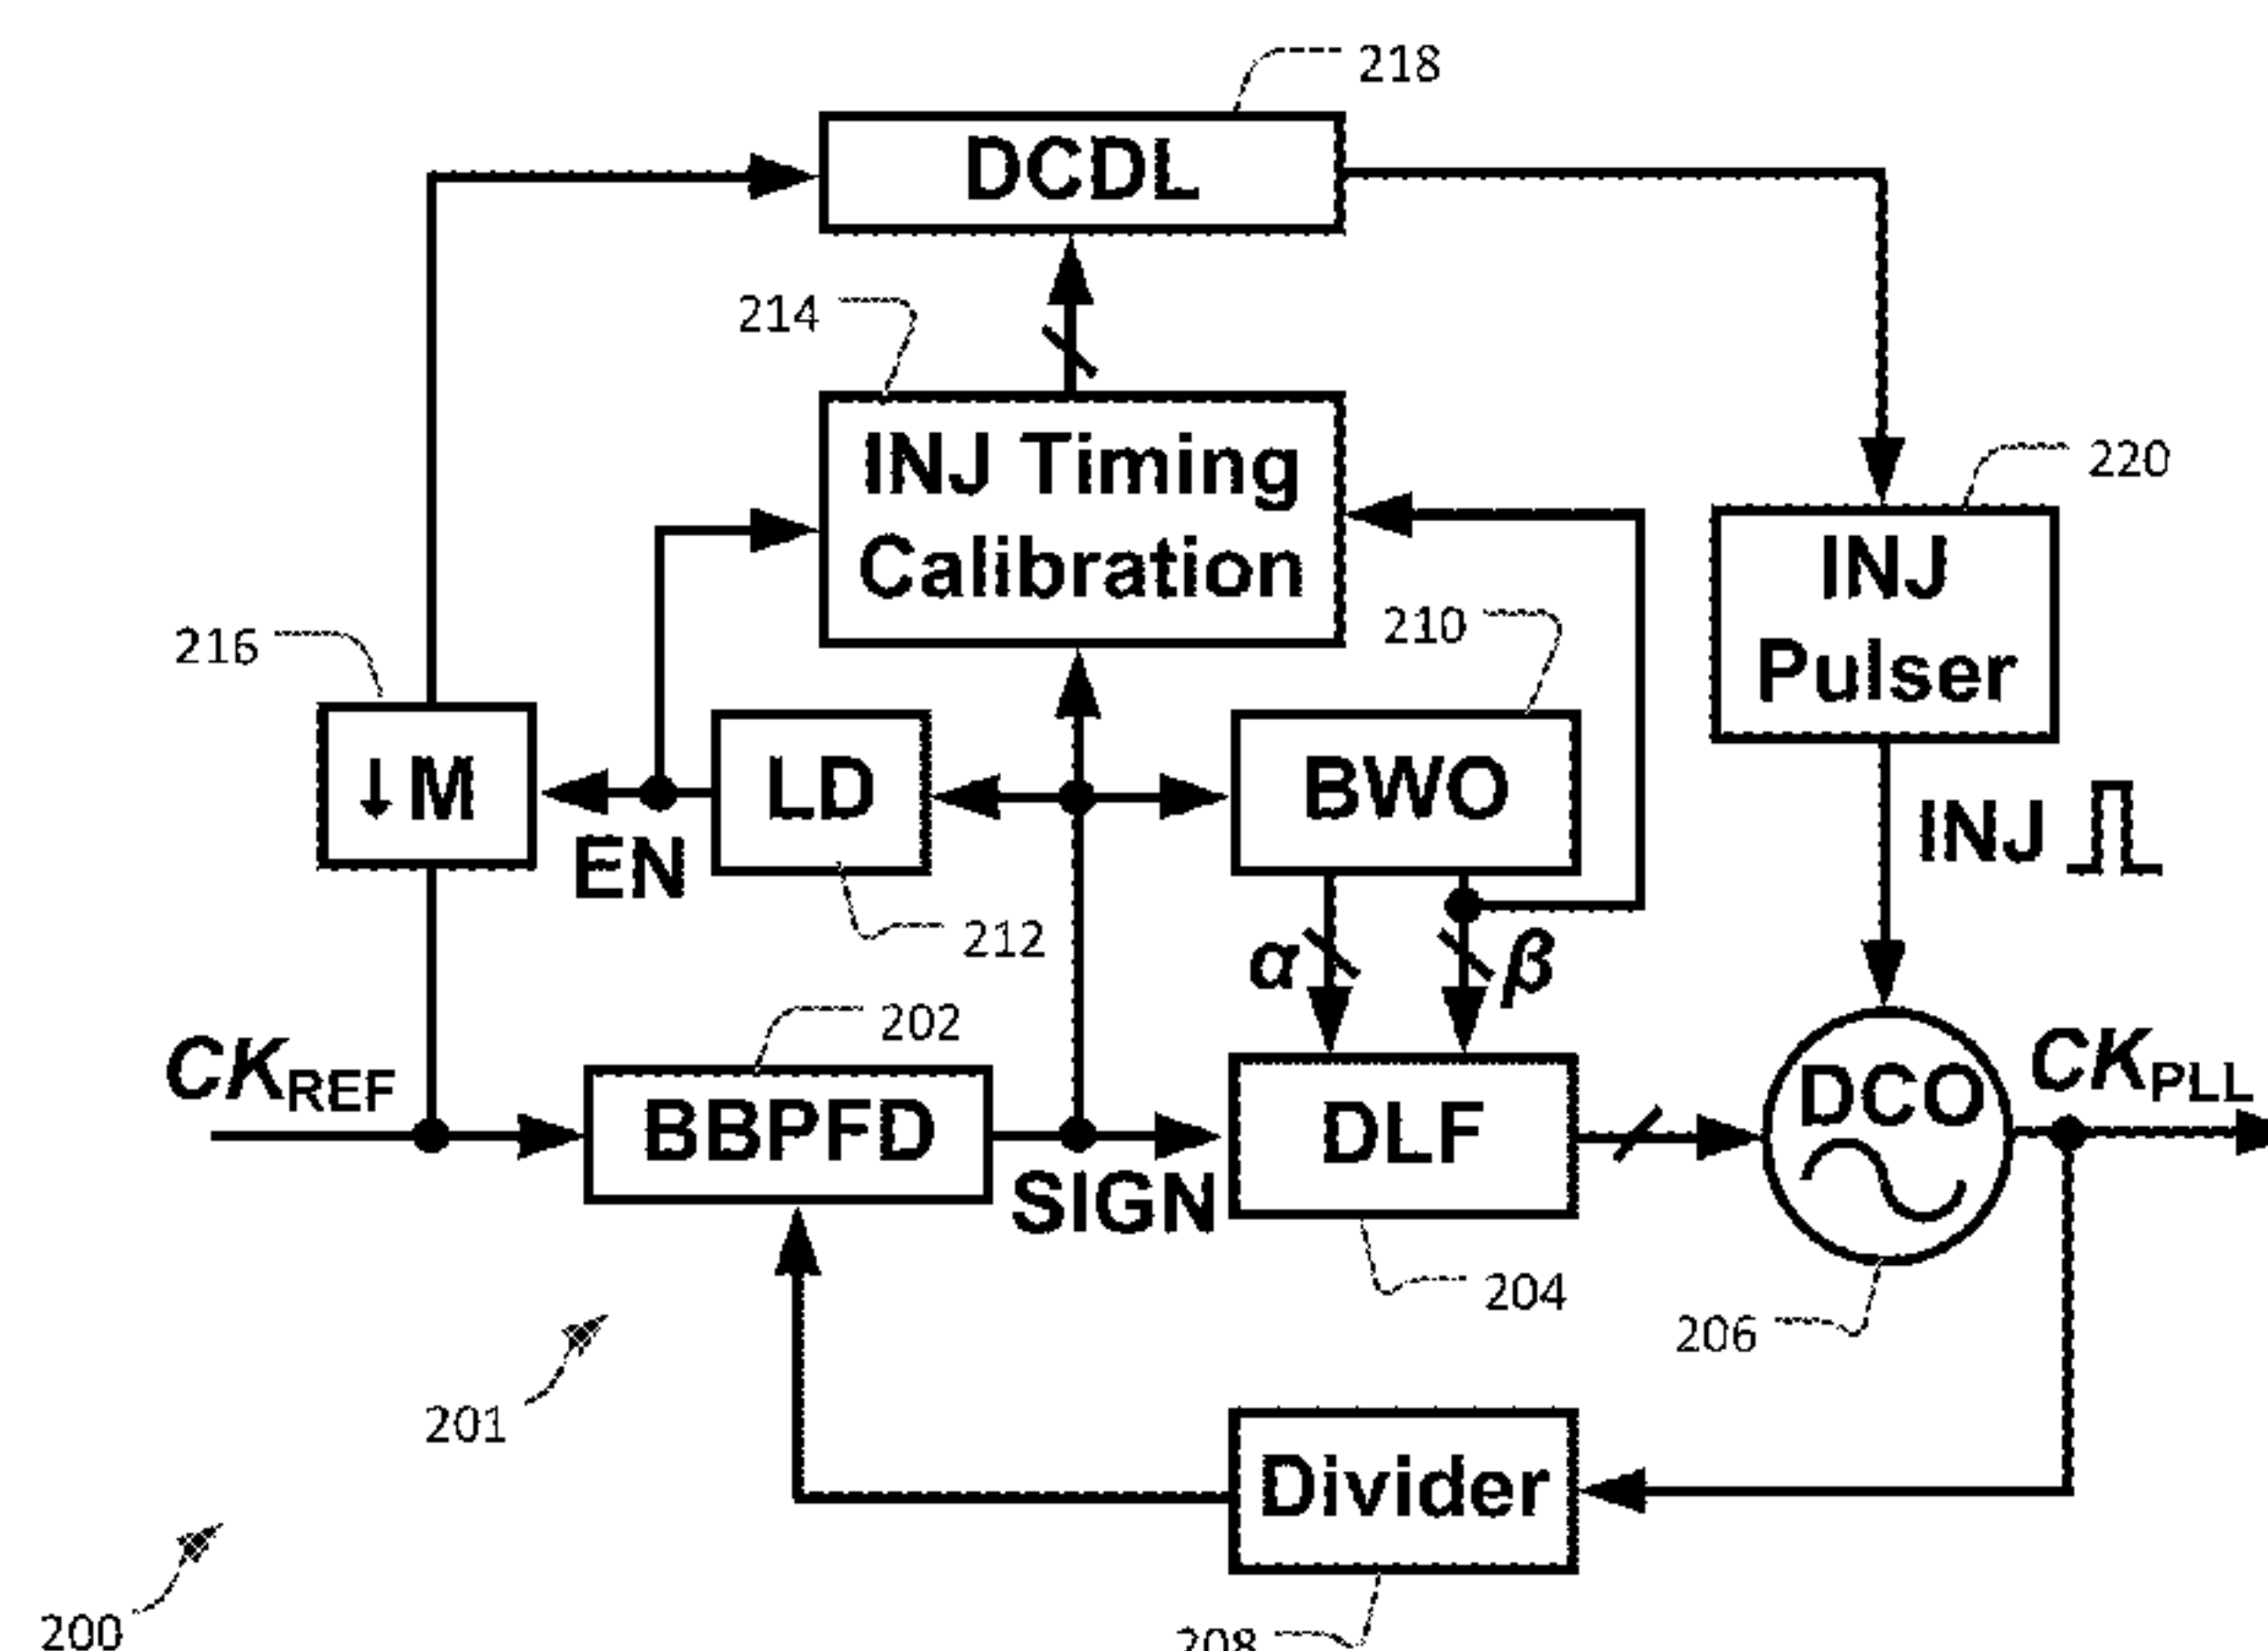 218
DCDL
214
INJ Timing
Calibration
220
INJ
Pulser
210
216
↓M
EN
LD
BWO
212
INJ
α
β
CKREF
202
BBPFD
SIGN
DLF
DCO
CKPLL
204
206
201
Divider
200
208